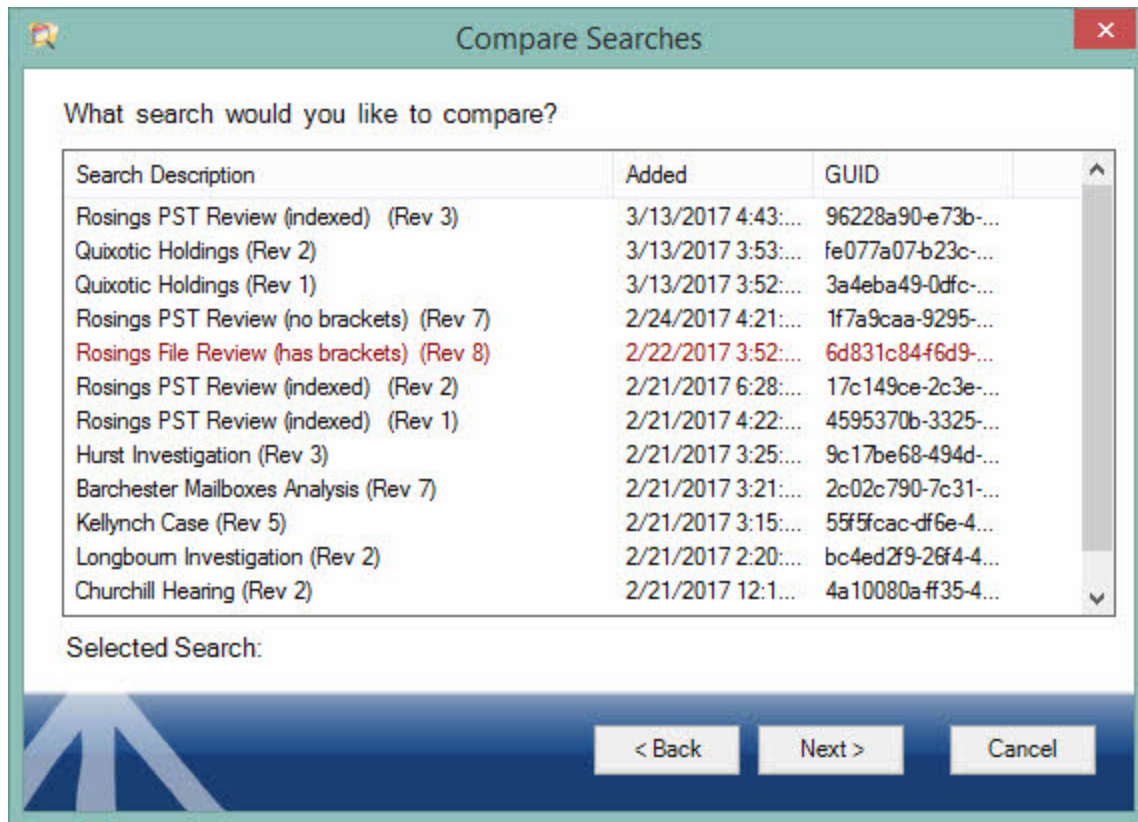 Compare Searches
What search would you like to compare?
Search Description Added GUID
Rosings PST Review (indexed) (Rev 3) 3/13/2017 4:43:... 96228a90-e73b-...
Quixotic Holdings (Rev 2) 3/13/2017 3:53:... fe077a07-b23c-...
Quixotic Holdings (Rev 1) 3/13/2017 3:52:... 3a4eba49-0dfc-...
Rosings PST Review (no brackets) (Rev 7) 2/24/2017 4:21:... 1f7a9caa-9295-...
Rosings File Review (has brackets) (Rev 8) 2/22/2017 3:52:... 6d831c84-f6d9-...
Rosings PST Review (indexed) (Rev 2) 2/21/2017 6:28:... 17c149ce-2c3e-...
Rosings PST Review (indexed) (Rev 1) 2/21/2017 4:22:... 4595370b-3325-...
Hurst Investigation (Rev 3) 2/21/2017 3:25:... 9c17be68-494d-...
Barchester Mailboxes Analysis (Rev 7) 2/21/2017 3:21:... 2c02c790-7c31-...
Kellynch Case (Rev 5) 2/21/2017 3:15:... 55f5fcac-df6e-4...
Longbourn Investigation (Rev 2) 2/21/2017 2:20:... bc4ed2f9-26f4-4...
Churchill Hearing (Rev 2) 2/21/2017 12:1... 4a10080a-ff35-4...
Selected Search:
< Back Next > Cancel